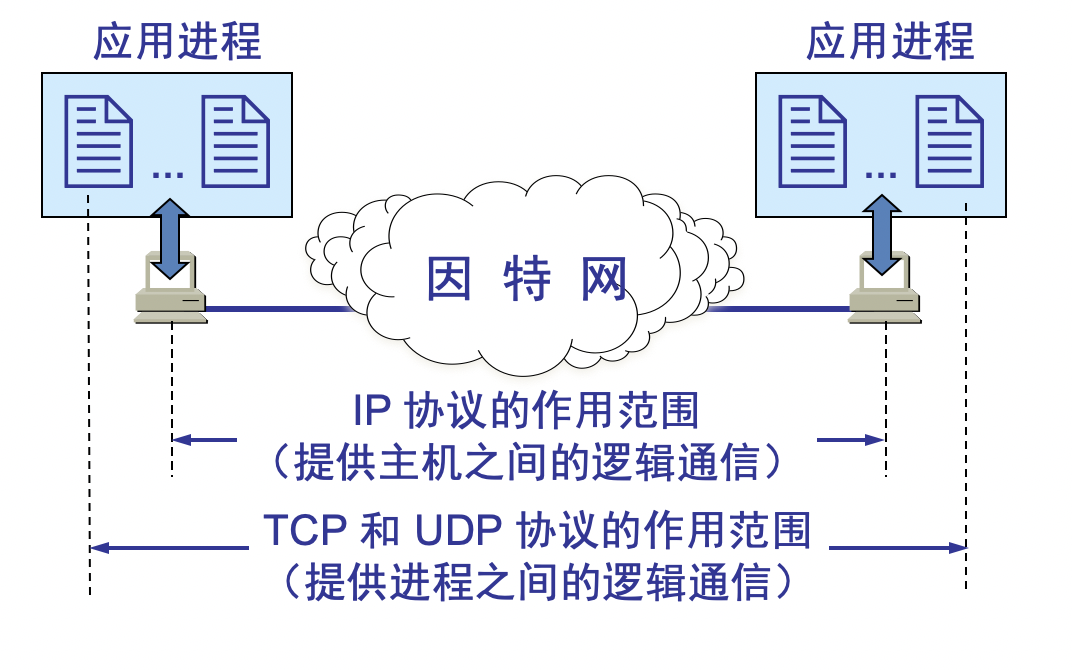 应用进程
应用进程
...
...
因特网
IP 协议的作用范围
（提供主机之间的逻辑通信）
TCP 和 UDP 协议的作用范围
（提供进程之间的逻辑通信）